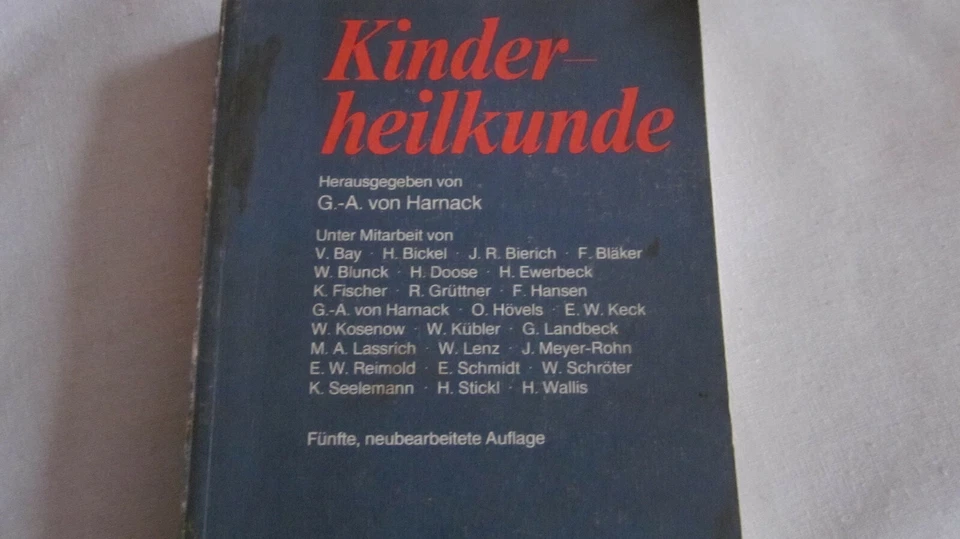 Kinder-
heilkunde
Herausgegeben von
G.-A. von Harnack
Unter Mitarbeit von
V. Bay · H. Bickel · J. R. Bierich · F. Bläker
W. Blunck · H. Doose · H. Ewerbeck
K. Fischer · R. Grüttner · F. Hansen
G.-A. von Harnack · O. Hövels · E. W. Keck
W. Kosenow · W. Kübler · G. Landbeck
M. A. Lassrich · W. Lenz · J. Meyer-Rohn
E. W. Reimold · E. Schmidt · W. Schröter
K. Seelemann · H. Stickl · H. Wallis
Fünfte, neubearbeitete Auflage